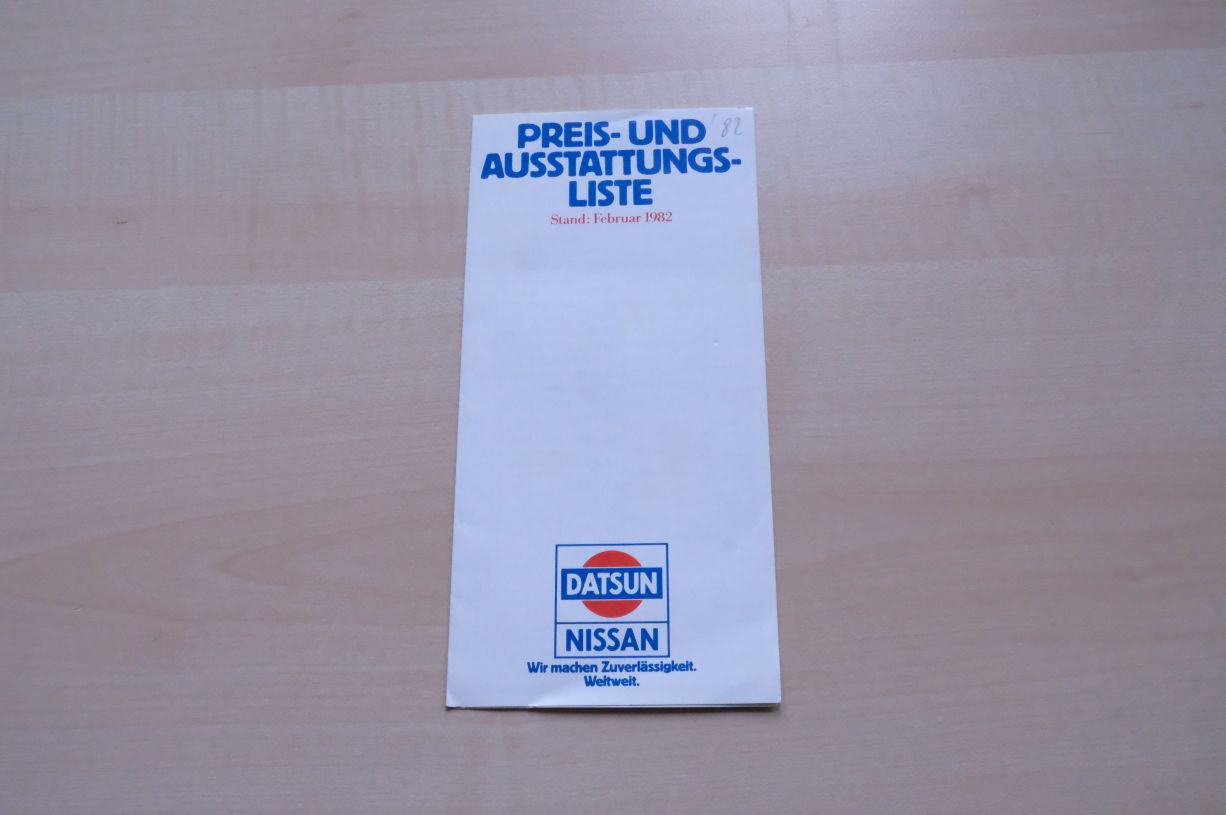 PREIS- UND '82
AUSSTATTUNGS-
LISTE
Stand: Februar 1982
DATSUN
NISSAN
Wir machen Zuverlässigkeit.
Weltweit.